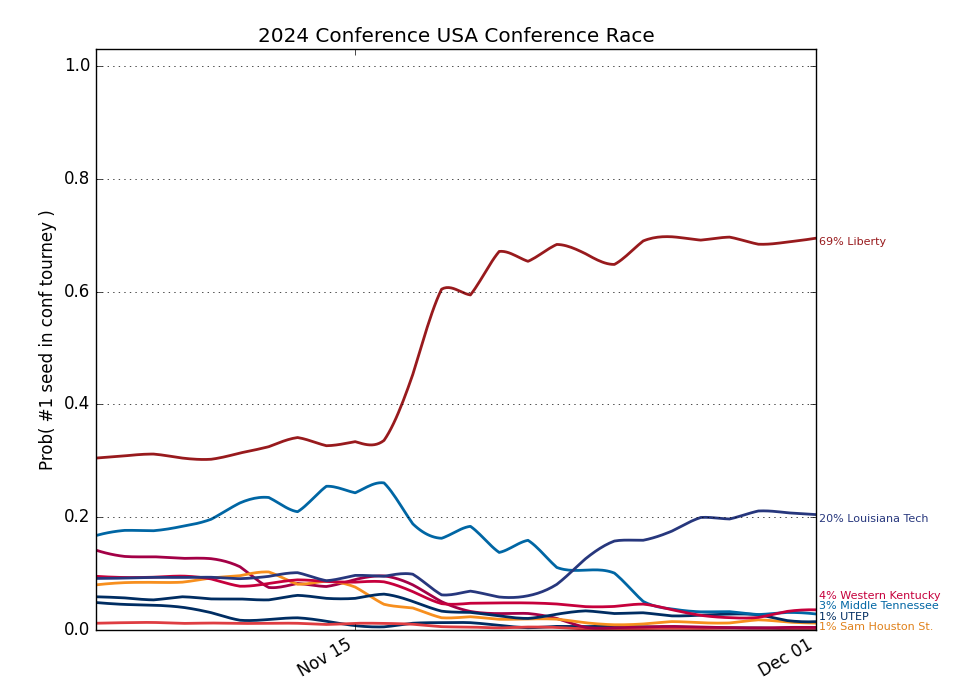 2024 Conference USA Conference Race
Prob( #1 seed in conf tourney )
1.0
0.8
0.6
0.4
0.2
0.0
Nov 15
Dec 01
69% Liberty
20% Louisiana Tech
4% Western Kentucky
3% Middle Tennessee
1% UTEP
1% Sam Houston St.